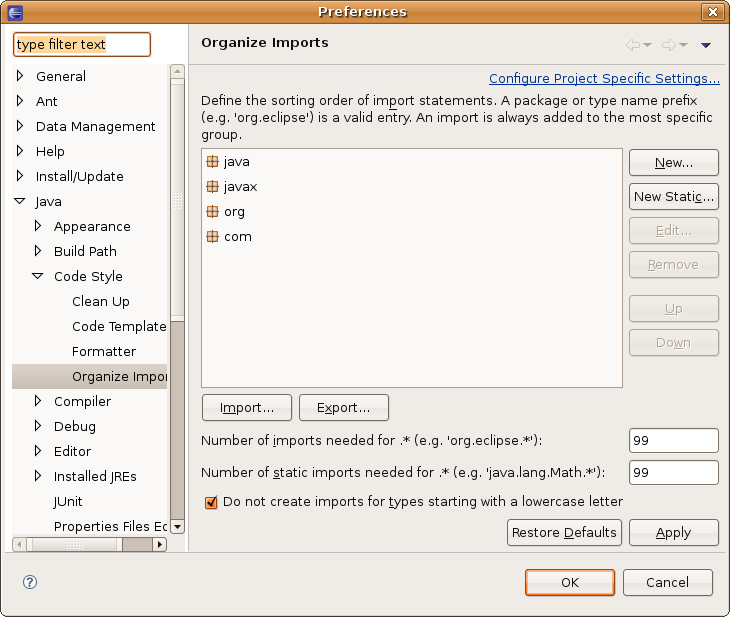 Preferences
type filter text
General
Ant
Data Management
Help
Install/Update
Java
Appearance
Build Path
Code Style
Clean Up
Code Template
Formatter
Organize Impor
Compiler
Debug
Editor
Installed JREs
JUnit
Properties Files Ec
Organize Imports
Configure Project Specific Settings...
Define the sorting order of import statements. A package or type name prefix
(e.g. 'org.eclipse') is a valid entry. An import is always added to the most specific
group.
java
javax
org
com
New...
New Static...
Edit...
Remove
Up
Down
Import...
Export...
Number of imports needed for .* (e.g. 'org.eclipse.*'):
99
Number of static imports needed for .* (e.g. 'java.lang.Math.*'):
99
Do not create imports for types starting with a lowercase letter
Restore Defaults
Apply
?
OK
Cancel